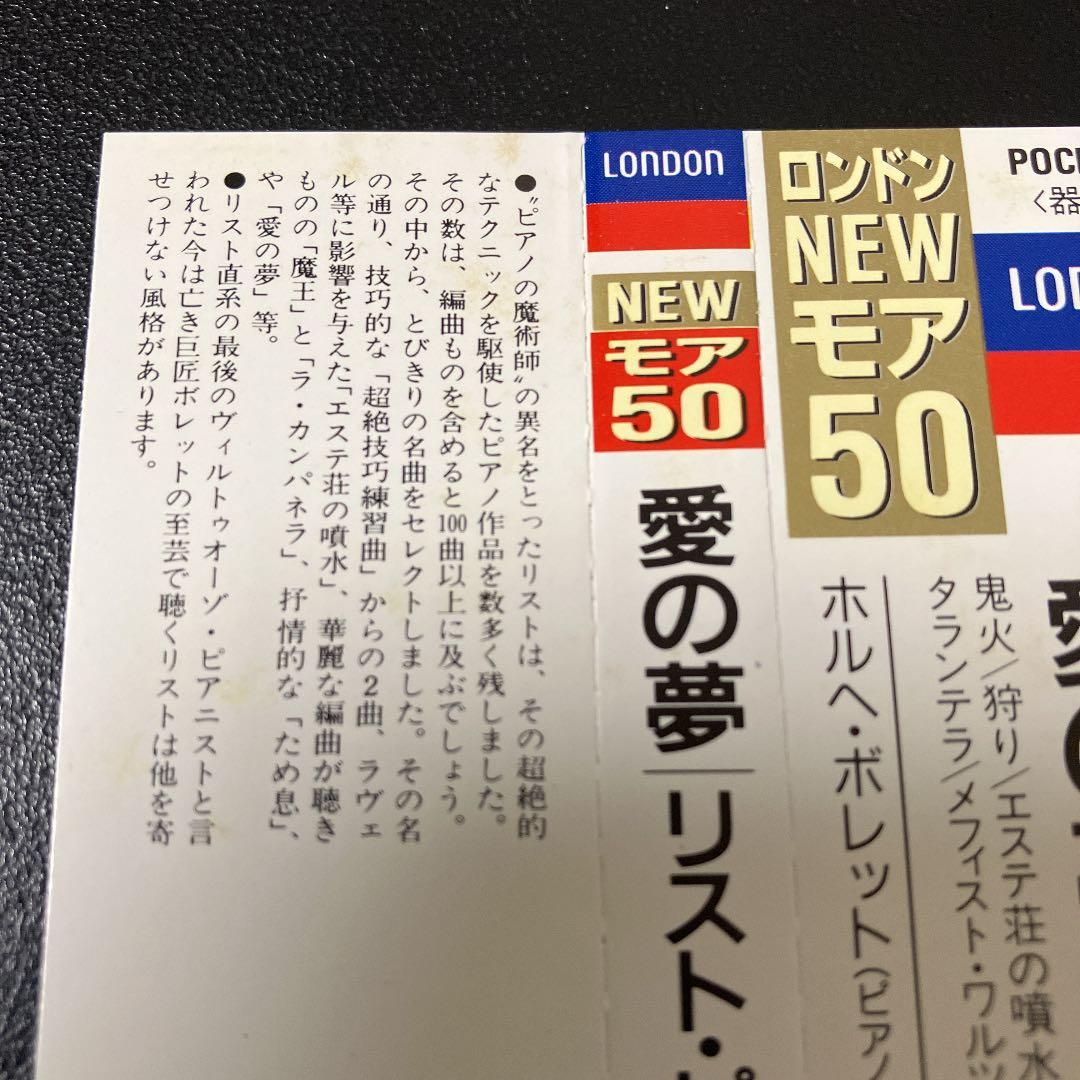 POC
〈器
LON
ロンドン
NEW
モア
50
鬼火/狩り/エステ荘の噴水
タランテラ/メフィスト・ワルツ
ホルヘ・ボレット(ピアノ
LONDON
NEW
モア
50
愛の夢/リスト・
●〝ピアノの魔術師〟の異名をとったリストは、その超絶的
なテクニックを駆使したピアノ作品を数多く残しました。
その数は、編曲ものを含めると100曲以上に及ぶでしょう。
その中から、とびきりの名曲をセレクトしました。その名
の通り、技巧的な「超絶技巧練習曲」からの2曲、ラヴェ
ル等に影響を与えた「エステ荘の噴水」、華麗な編曲が聴き
ものの「魔王」と「ラ・カンパネラ」、抒情的な「ため息」、
や「愛の夢」等。
●リスト直系の最後のヴィルトゥオーゾ・ピアニストと言
われた今は亡き巨匠ボレットの至芸で聴くリストは他を寄
せつけない風格があります。